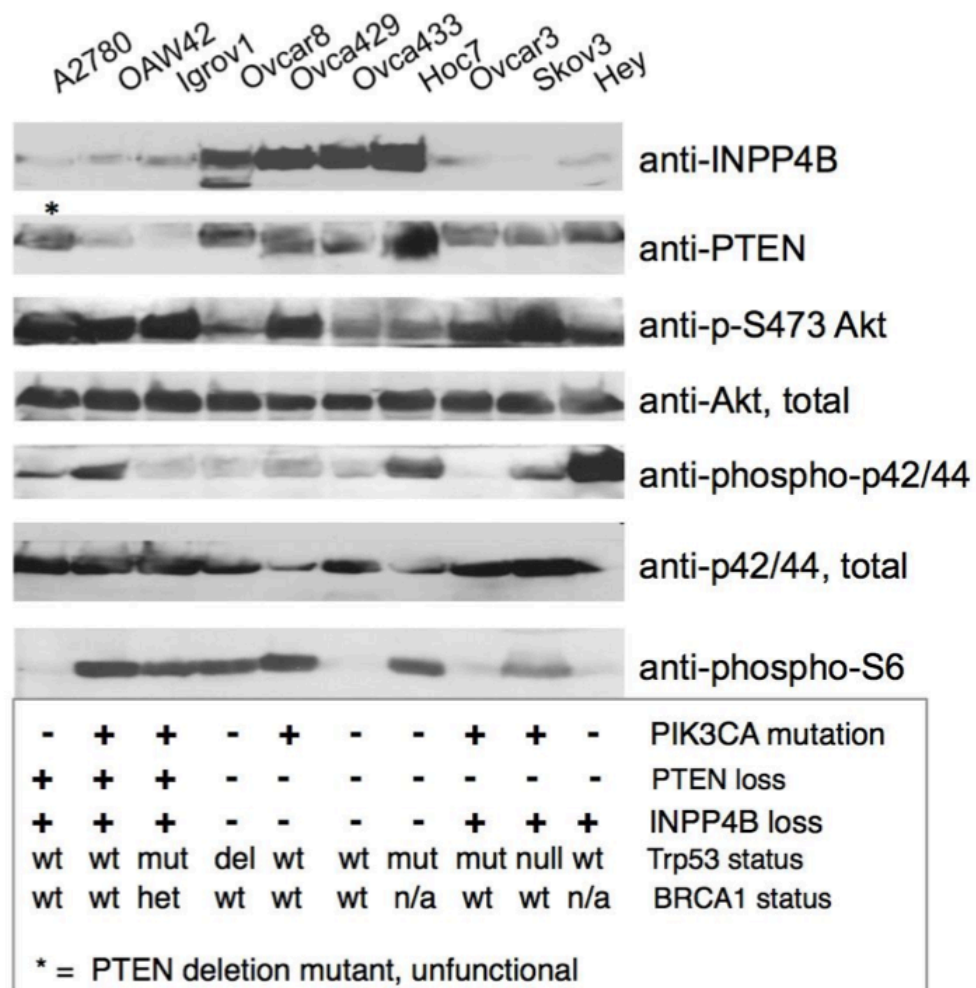 A2780 OAW42 Igrov1 Ovcar8 Ovca429 Ovca433 Hoc7 Ovcar3 Skov3 Hey
anti-INPP4B
*
anti-PTEN
anti-p-S473 Akt
anti-Akt, total
anti-phospho-p42/44
anti-p42/44, total
anti-phospho-S6
- + + - + - - + + - PIK3CA mutation
+ + + - - - - - - - PTEN loss
+ + + - - - - + + + INPP4B loss
wt wt mut del wt wt mut mut null wt Trp53 status
wt wt het wt wt wt n/a wt wt n/a BRCA1 status
* = PTEN deletion mutant, unfunctional